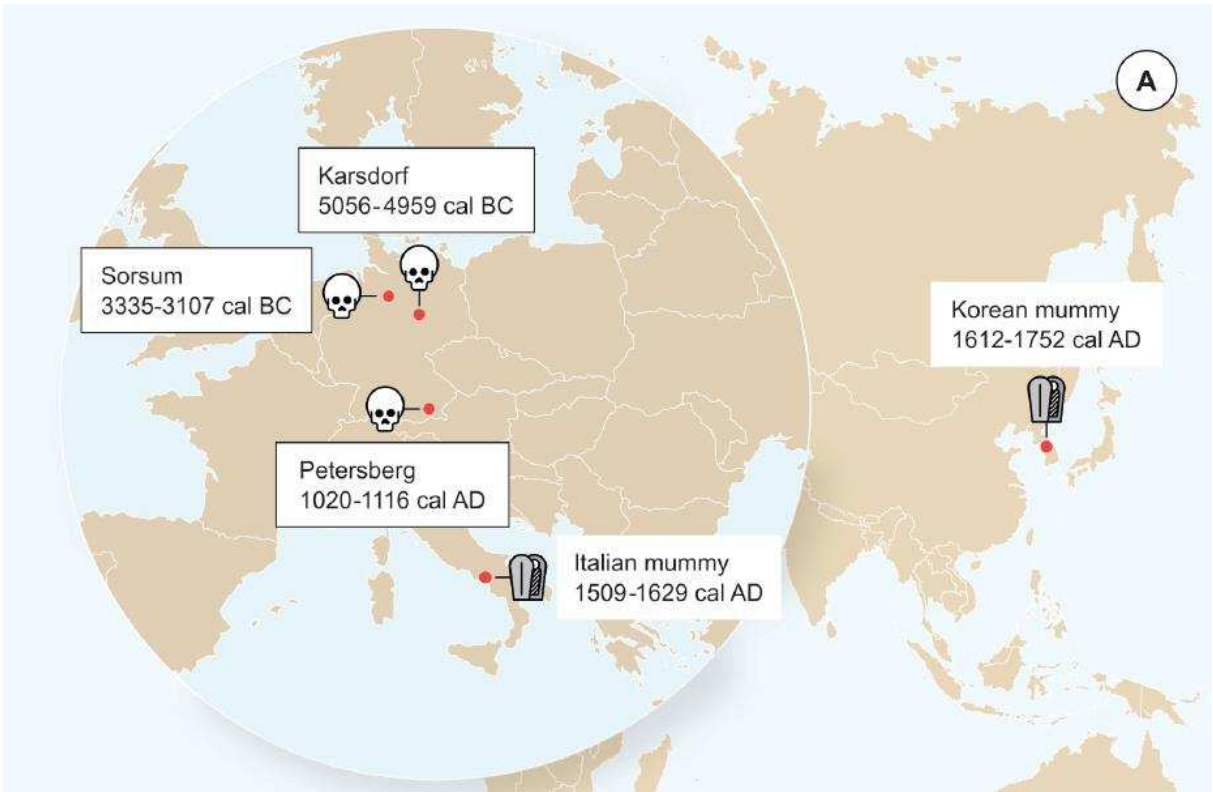 A
Karsdorf
5056-4959 cal BC
Sorsum
3335-3107 cal BC
Korean mummy
1612-1752 cal AD
Petersberg
1020-1116 cal AD
Italian mummy
1509-1629 cal AD